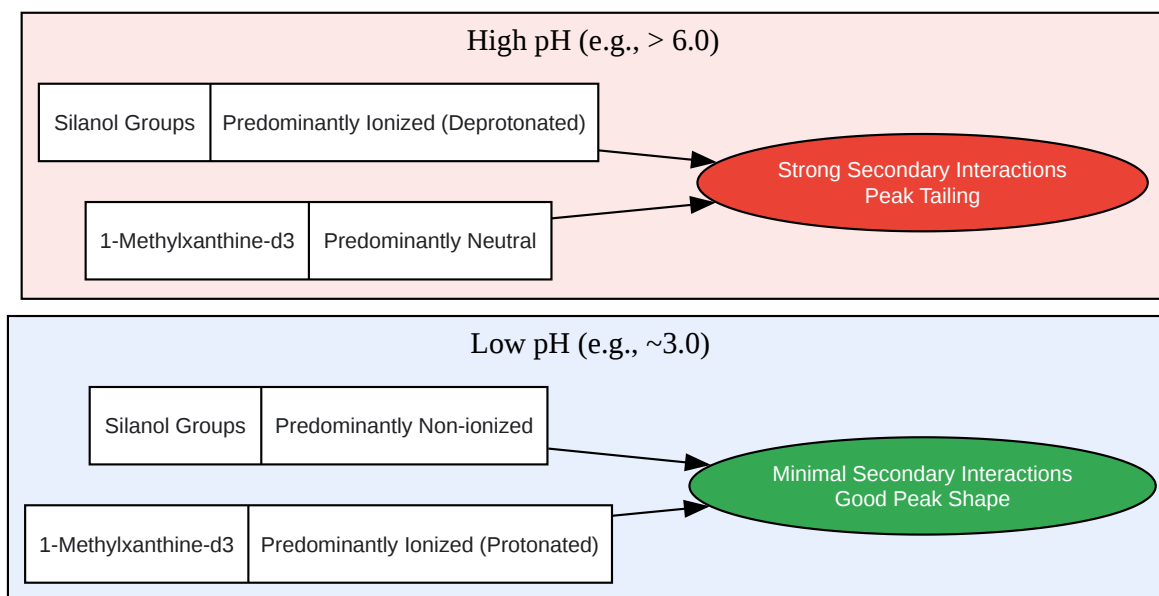 High pH (e.g., > 6.0)
Silanol Groups
Predominantly Ionized (Deprotonated)
Strong Secondary Interactions
Peak Tailing
1-Methylxanthine-d3
Predominantly Neutral
Low pH (e.g., ~3.0)
Silanol Groups
Predominantly Non-ionized
Minimal Secondary Interactions
Good Peak Shape
1-Methylxanthine-d3
Predominantly Ionized (Protonated)